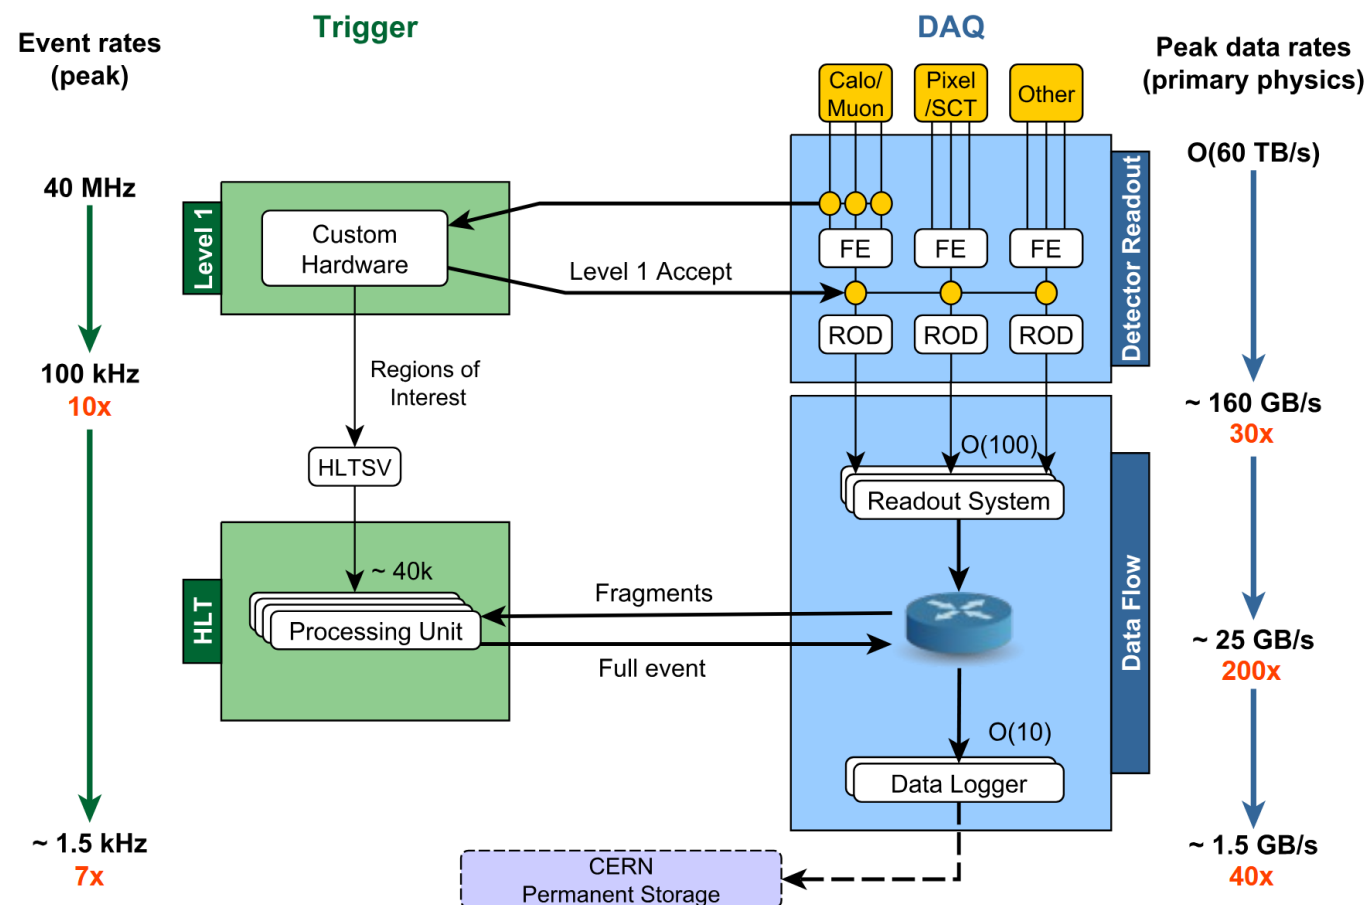 Trigger
DAQ
Event rates
(peak)
Peak data rates
(primary physics)
Calo/
Muon
Pixel
/SCT
Other
40 MHz
O(60 TB/s)
Level 1
Custom
Hardware
Level 1 Accept
FE
FE
FE
ROD
ROD
ROD
Detector Readout
100 kHz
10x
Regions of
Interest
~ 160 GB/s
30x
HLTSV
O(100)
Readout System
HLT
~ 40k
Processing Unit
Fragments
Full event
Data Flow
~ 25 GB/s
200x
O(10)
Data Logger
~ 1.5 kHz
7x
~ 1.5 GB/s
40x
CERN
Permanent Storage